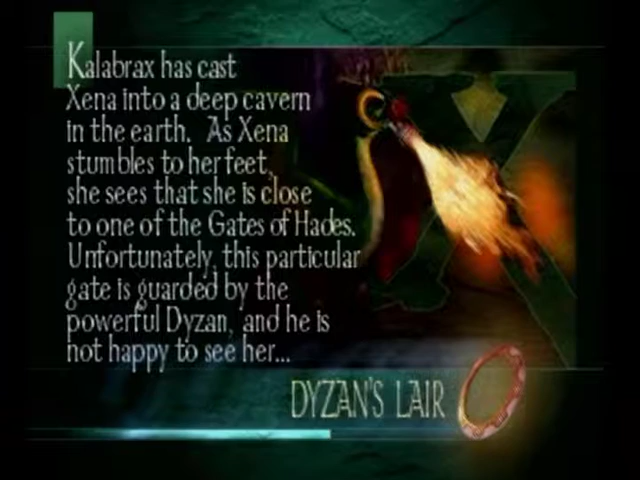 Kalabrax has cast
Xena into a deep cavern
in the earth. As Xena
stumbles to her feet,
she sees that she is close
to one of the Gates of Hades.
Unfortunately, this particular
gate is guarded by the
powerful Dyzan, and he is
not happy to see her...
DYZAN'S LAIR